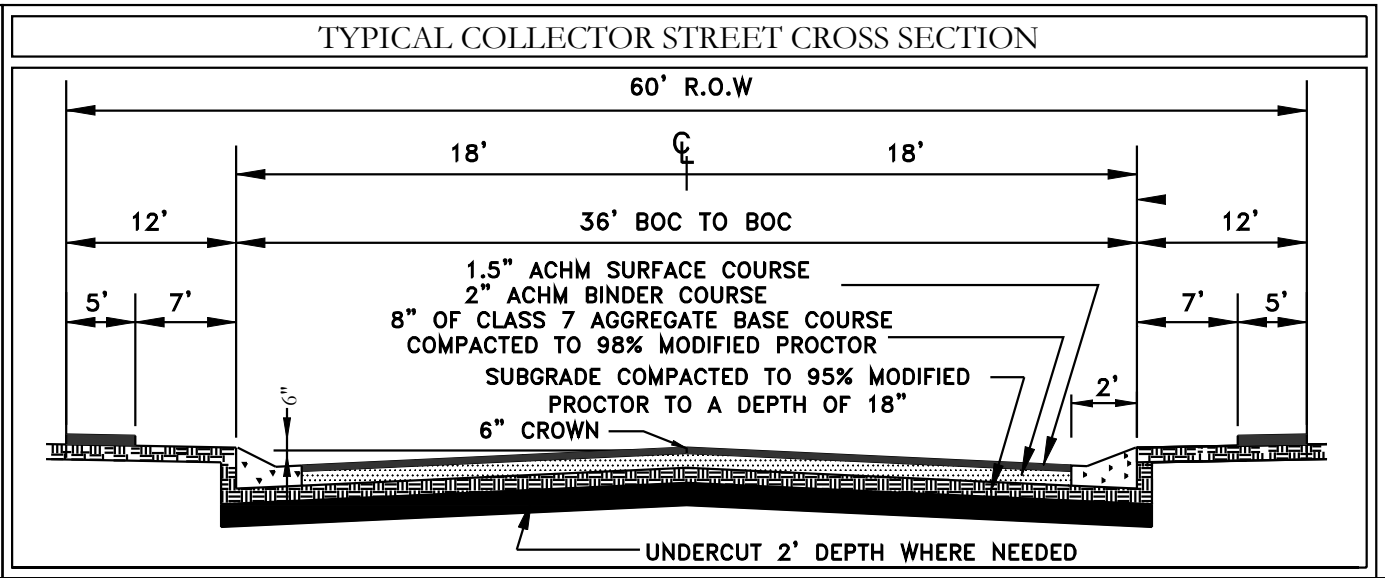 TYPICAL COLLECTOR STREET CROSS SECTION
60' R.O.W
18' ℄ 18'
12' 36' BOC TO BOC 12'
1.5" ACHM SURFACE COURSE
2" ACHM BINDER COURSE
5' 7' 7' 5'
8" OF CLASS 7 AGGREGATE BASE COURSE
COMPACTED TO 98% MODIFIED PROCTOR
SUBGRADE COMPACTED TO 95% MODIFIED
PROCTOR TO A DEPTH OF 18"
2'
6"
6" CROWN
UNDERCUT 2' DEPTH WHERE NEEDED